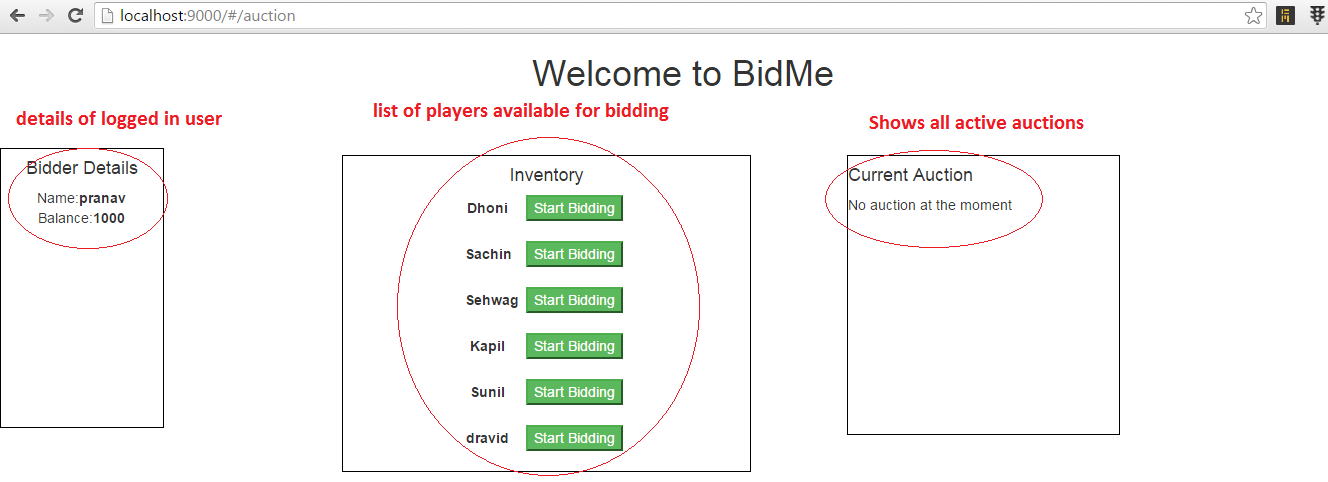 localhost:9000/#/auction
Welcome to BidMe
details of logged in user
list of players available for bidding
Shows all active auctions
Bidder Details
Name:pranav
Balance:1000
Inventory
Dhoni Start Bidding
Sachin Start Bidding
Sehwag Start Bidding
Kapil Start Bidding
Sunil Start Bidding
dravid Start Bidding
Current Auction
No auction at the moment